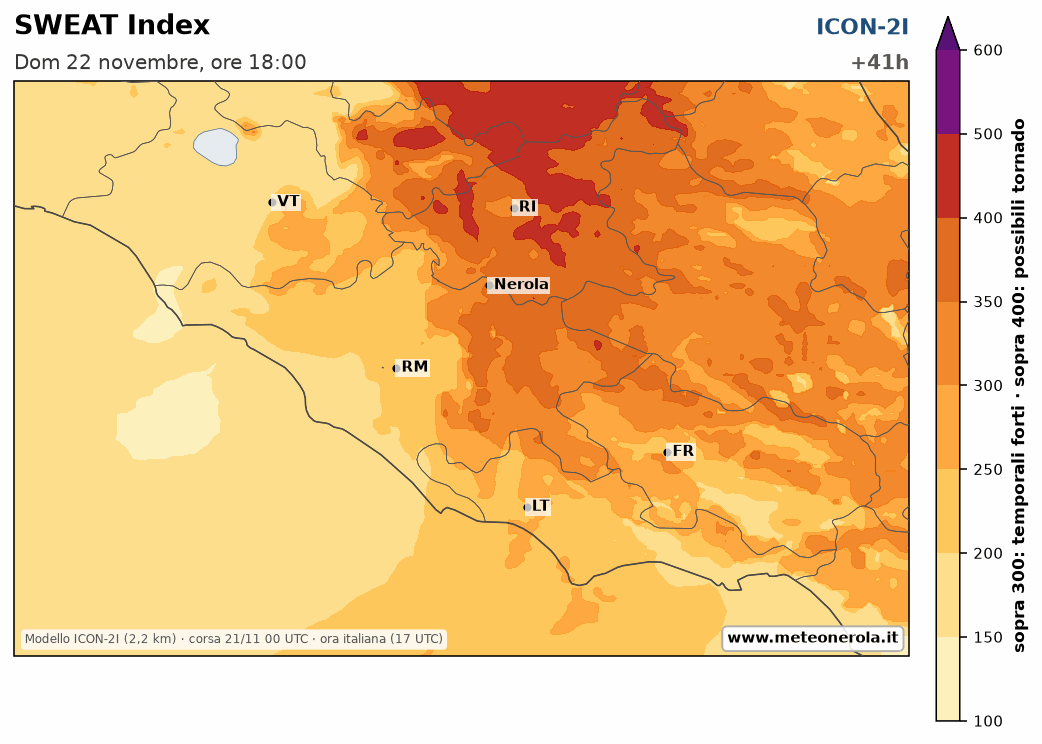 SWEAT Index
ICON-2I
Dom 22 novembre, ore 18:00
+41h
VT
RI
Nerola
RM
FR
LT
Modello ICON-2I (2,2 km) · corsa 21/11 00 UTC · ora italiana (17 UTC)
www.meteonerola.it
600
500
400
350
300
250
200
150
100
sopra 300: temporali forti · sopra 400: possibili tornado